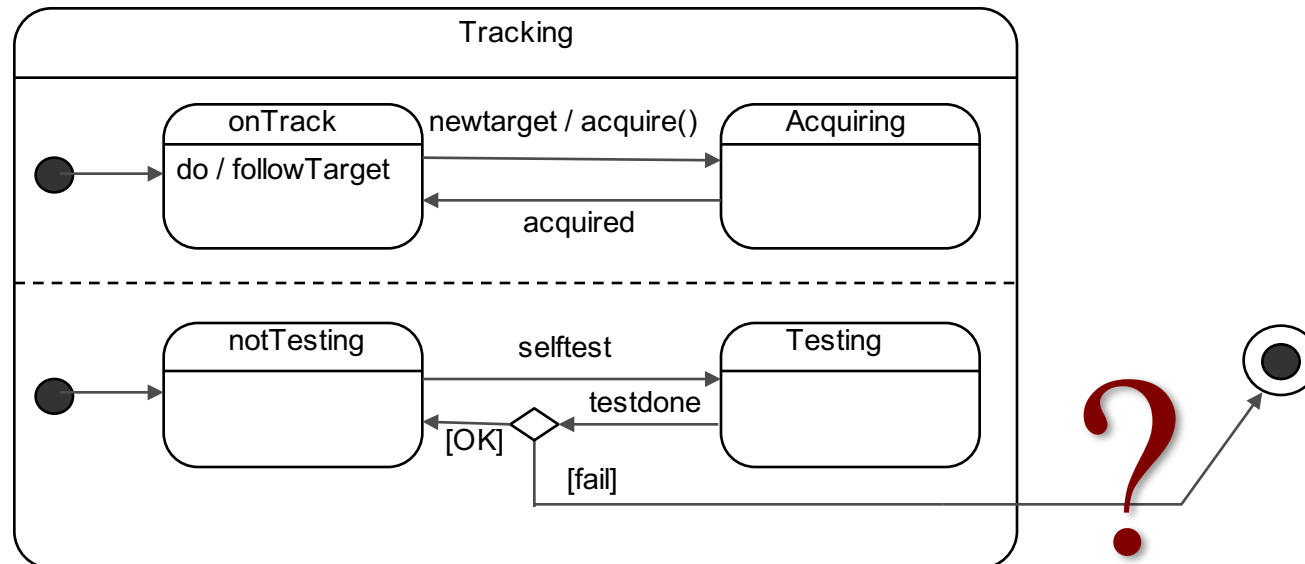 Tracking
onTrack
newtarget / acquire()
Acquiring
do / followTarget
acquired
notTesting
selftest
Testing
testdone
[OK]
[fail]
?